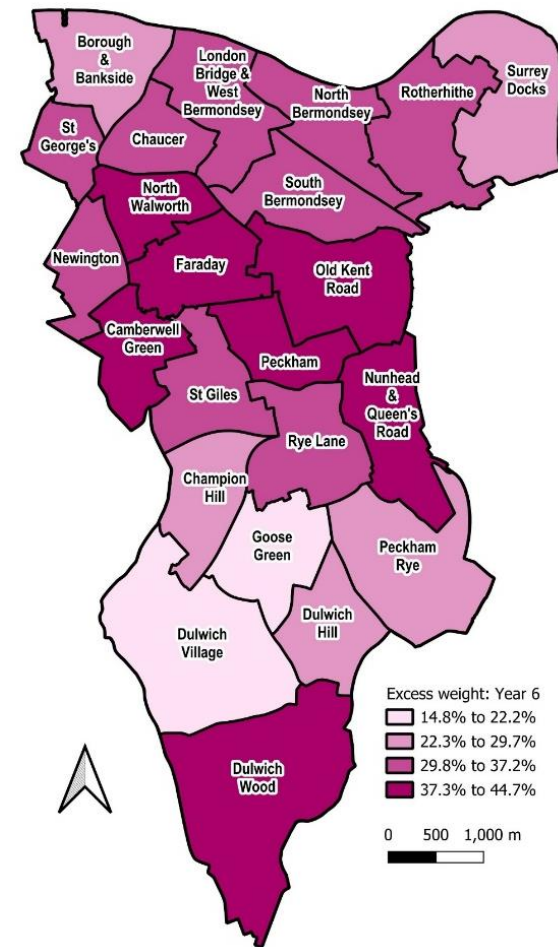 Borough
&
Bankside
London
Bridge &
West
Bermondsey
North
Bermondsey
Rotherhithe
Surrey
Docks
St
George's
Chaucer
South
Bermondsey
North
Walworth
Newington
Faraday
Old Kent
Road
Camberwell
Green
Peckham
Nunhead
&
Queen's
Road
St Giles
Rye Lane
Champion
Hill
Goose
Green
Peckham
Rye
Dulwich
Village
Dulwich
Hill
Dulwich
Wood
Excess weight: Year 6
14.8% to 22.2%
22.3% to 29.7%
29.8% to 37.2%
37.3% to 44.7%
0 500 1,000 m